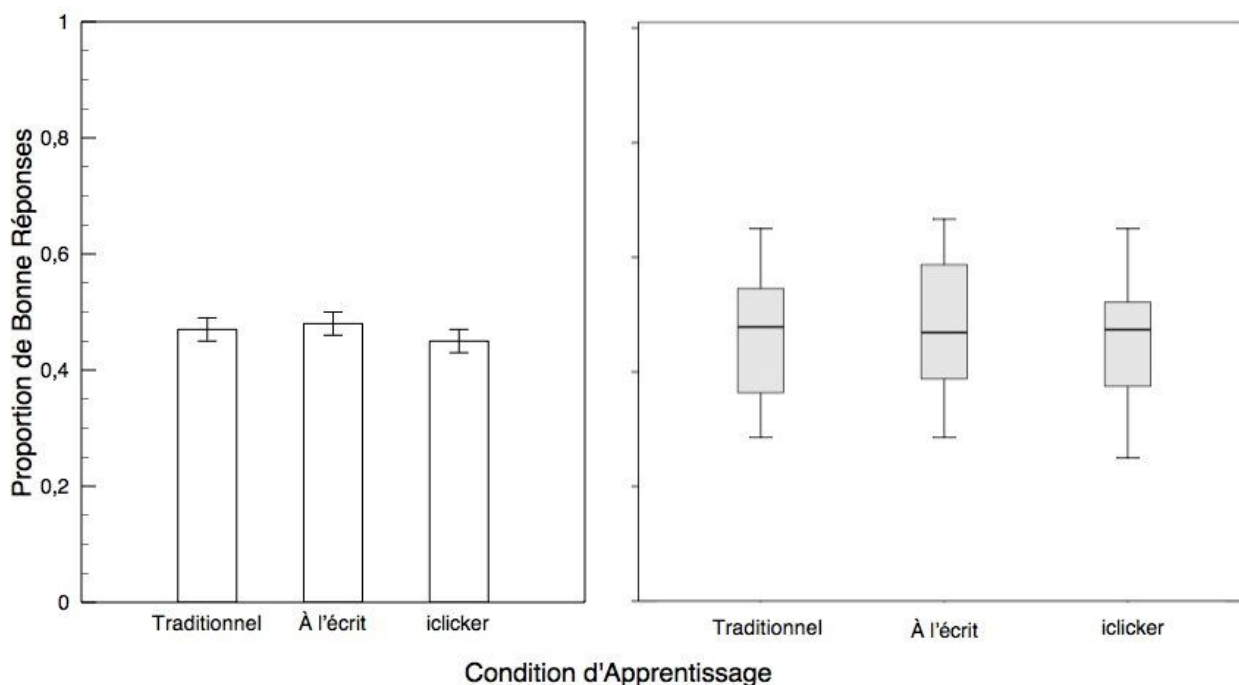 Proportion de Bonne Réponses
1
0,8
0,6
0,4
0,2
0
Traditionnel À l'écrit iclicker
Traditionnel À l'écrit iclicker
Condition d'Apprentissage